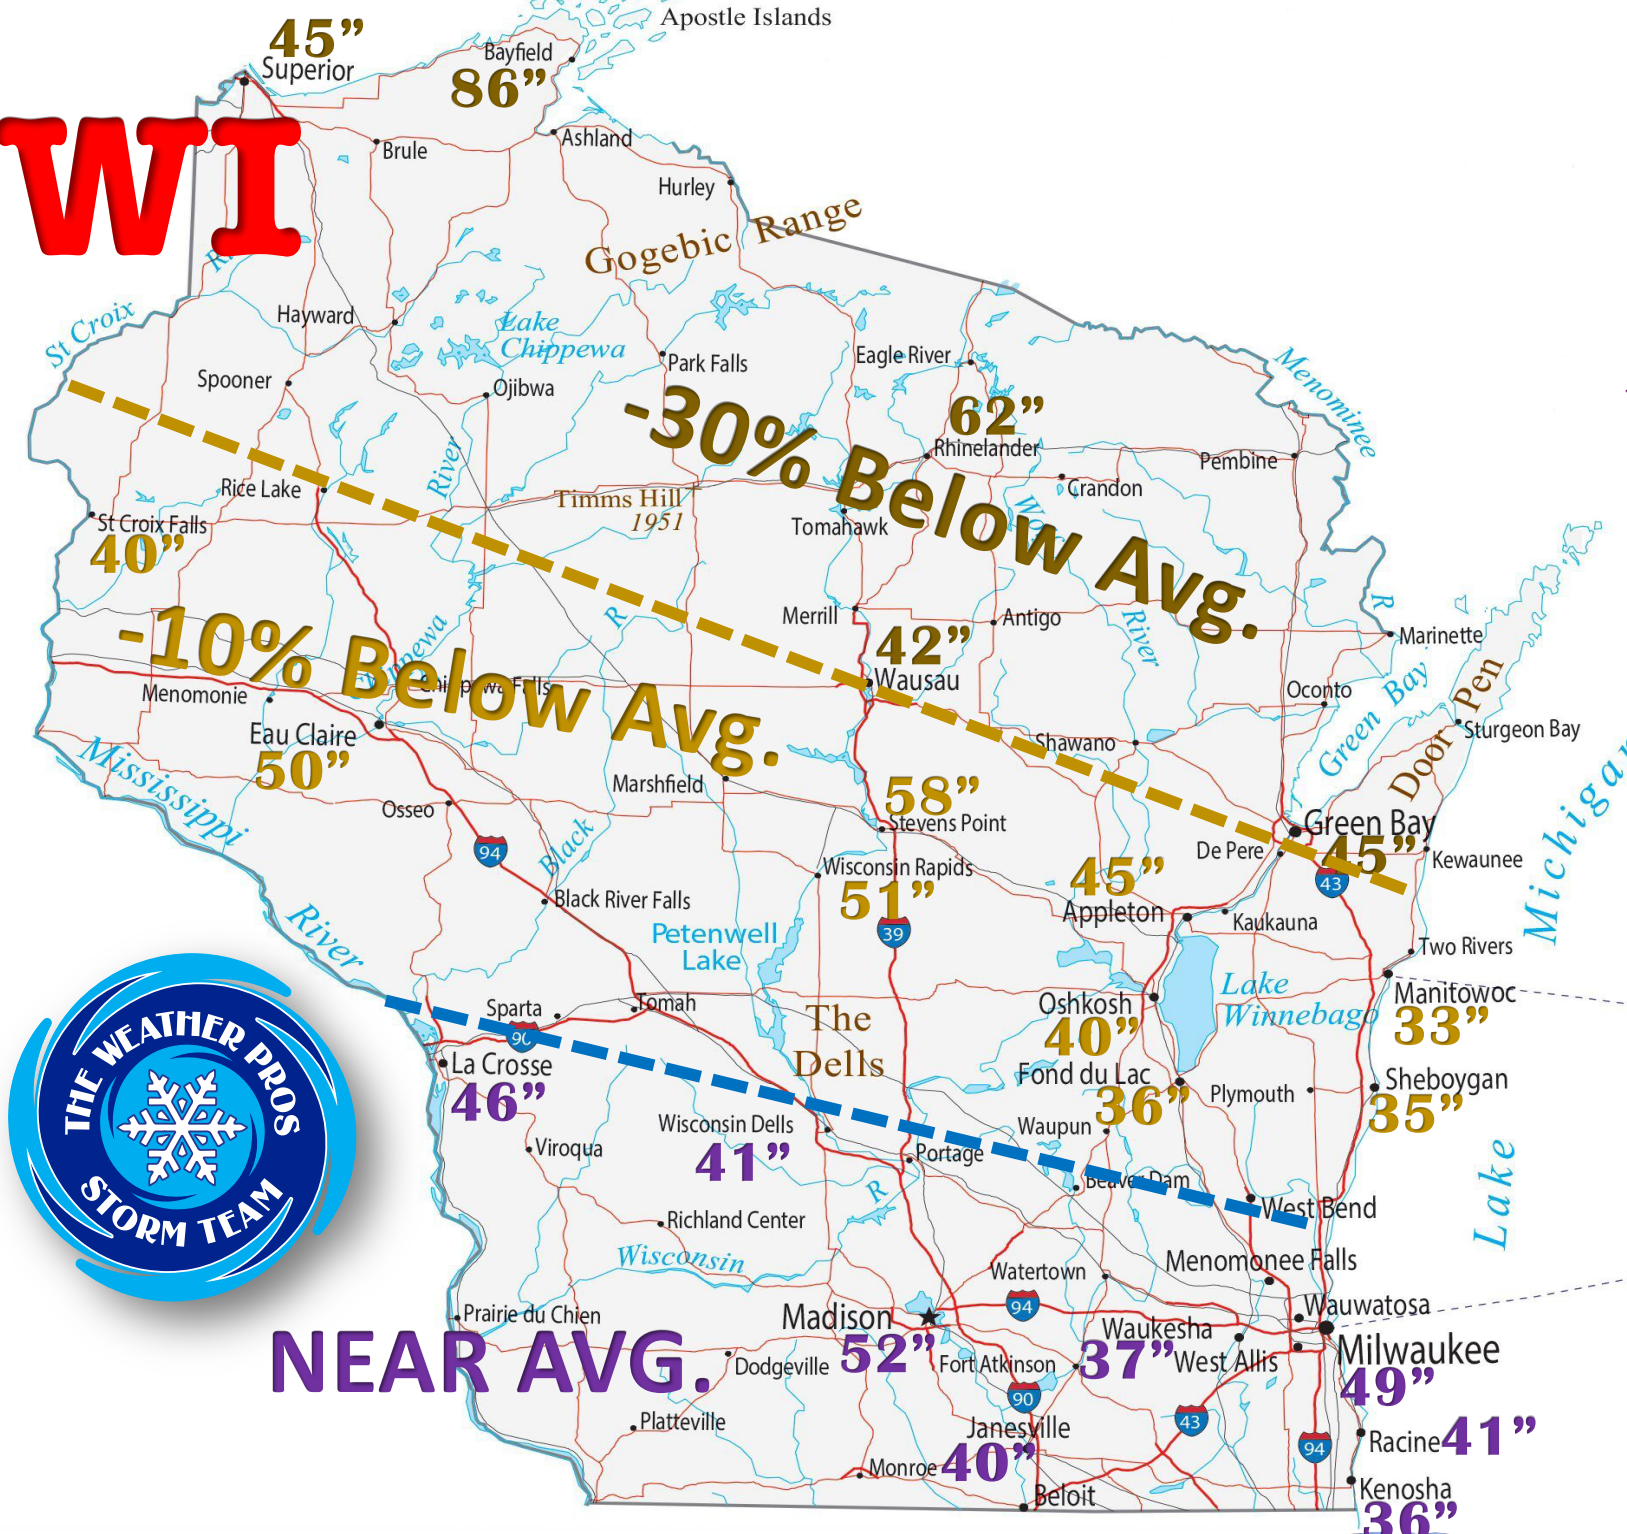 Apostle Islands
45”
Superior
Bayfield
86”
WI
Brule
Ashland
Hurley
Gogebic Range
St Croix
Hayward
Lake
Chippewa
Park Falls
Eagle River
Menominee
Spooner
Ojibwa
-30% Below Avg.
62”
Rhinelander
Pembine
Rice Lake
River
Timms Hill
1951
Crandon
Tomahawk
St Croix Falls
40”
Merrill
Antigo
River
R
R
Marinette
-10% Below Avg.
42”
Wausau
Chippewa Falls
Menomonie
Oconto
Green Bay
Door Pen
Sturgeon Bay
Eau Claire
50”
Shawano
Mississippi
River
Marshfield
58”
Stevens Point
Osseo
94
Black
Green Bay
45”
De Pere
43
Kewaunee
Lake Michigan
Wisconsin Rapids
51”
39
45”
Appleton
Kaukauna
Black River Falls
Petenwell
Lake
Two Rivers
Lake
Winnebago
Manitowoc
33”
Sparta
Tomah
90
The
Dells
Oshkosh
40”
La Crosse
46”
Fond du Lac
36”
Plymouth
Sheboygan
35”
THE WEATHER PROS
STORM TEAM
Wisconsin Dells
41”
Waupun
Viroqua
Portage
Beaver Dam
R
West Bend
Richland Center
Wisconsin
Menomonee Falls
Watertown
Prairie du Chien
Madison
52”
94
Wauwatosa
Waukesha
37”
West Allis
Milwaukee
49”
NEAR AVG.
Dodgeville
Fort Atkinson
90
43
Platteville
Janesville
40”
94
Racine 41”
Monroe
Beloit
Kenosha
36”